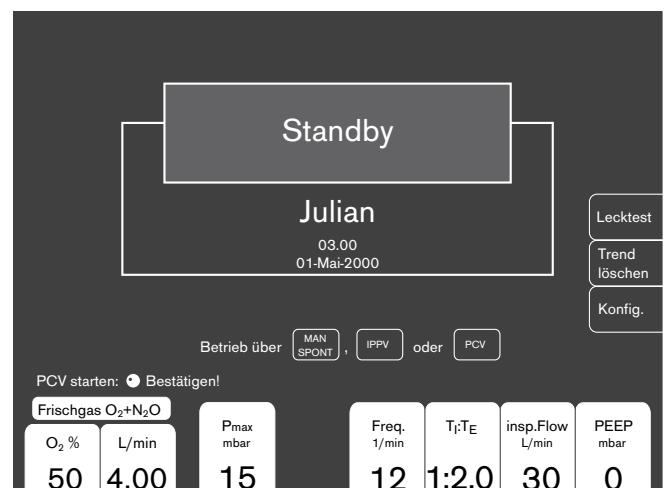 Standby
Julian
03.00
01-Mai-2000
Lecktest
Trend
löschen
Konfig.
Betrieb über MAN SPONT , IPPV oder PCV
PCV starten: Bestätigen!
Frischgas O₂+N₂O
O₂ % L/min Pmax mbar Freq. 1/min TI:TE insp.Flow L/min PEEP mbar
50 4.00 15 12 1:2.0 30 0